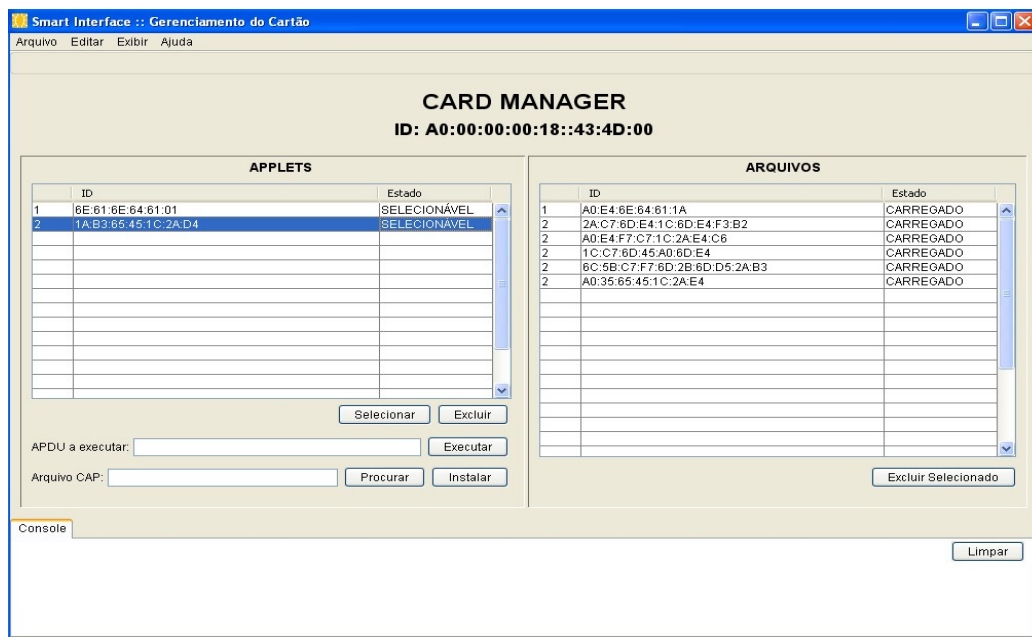 Smart Interface :: Gerenciamento do Cartão
Arquivo Editar Exibir Ajuda
CARD MANAGER
ID: A0:00:00:00:18::43:4D:00
APPLETS
ID Estado
1 6E:61:6E:64:61:01 SELECIONÁVEL
2 1A:B3:65:45:1C:2A:D4 SELECIONÁVEL
Selecionar Excluir
APDU a executar: Executar
Arquivo CAP: Procurar Instalar
ARQUIVOS
ID Estado
1 A0:E4:6E:64:61:1A CARREGADO
2 2A:C7:6D:E4:1C:6D:E4:F3:B2 CARREGADO
2 A0:E4:F7:C7:1C:2A:E4:C6 CARREGADO
2 1C:C7:6D:45:A0:6D:E4 CARREGADO
2 6C:5B:C7:F7:6D:2B:6D:D5:2A:B3 CARREGADO
2 A0:35:65:45:1C:2A:E4 CARREGADO
Excluir Selecionado
Console
Limpar